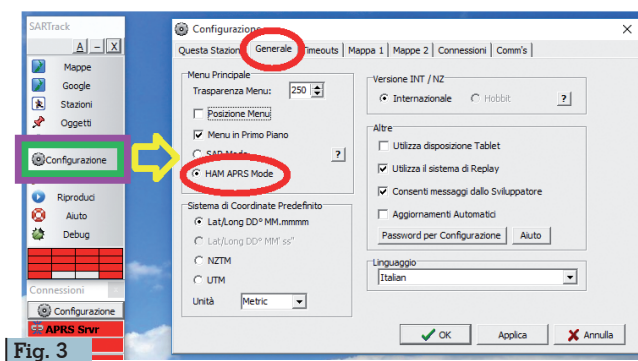 SARTrack
A - X
Mappe
Google
Stazioni
Oggetti
Configurazione
Riproduci
Aiuto
Debug
Connessioni
Configurazione
APRS Srvr
Fig. 3
Configurazione
Questa Stazione Generale Timeouts Mappa 1 Mappe 2 Connessioni Comm's
Menu Principale
Trasparenza Menu: 250
Posizione Menu
Menu in Primo Piano
SAR Mode ?
HAM APRS Mode
Sistema di Coordinate Predefinito
Lat/Long DDº MM.mmmm
Lat/Long DDº MM' ss"
NZTM
UTM
Unità Metric
Versione INT / NZ
Internazionale Hobbit ?
Altre
Utilizza disposizione Tablet
Utilizza il sistema di Replay
Consenti messaggi dallo Sviluppatore
Aggiornamenti Automatici
Password per Configurazione Aiuto
Linguaggio
Italian
OK Applica Annulla